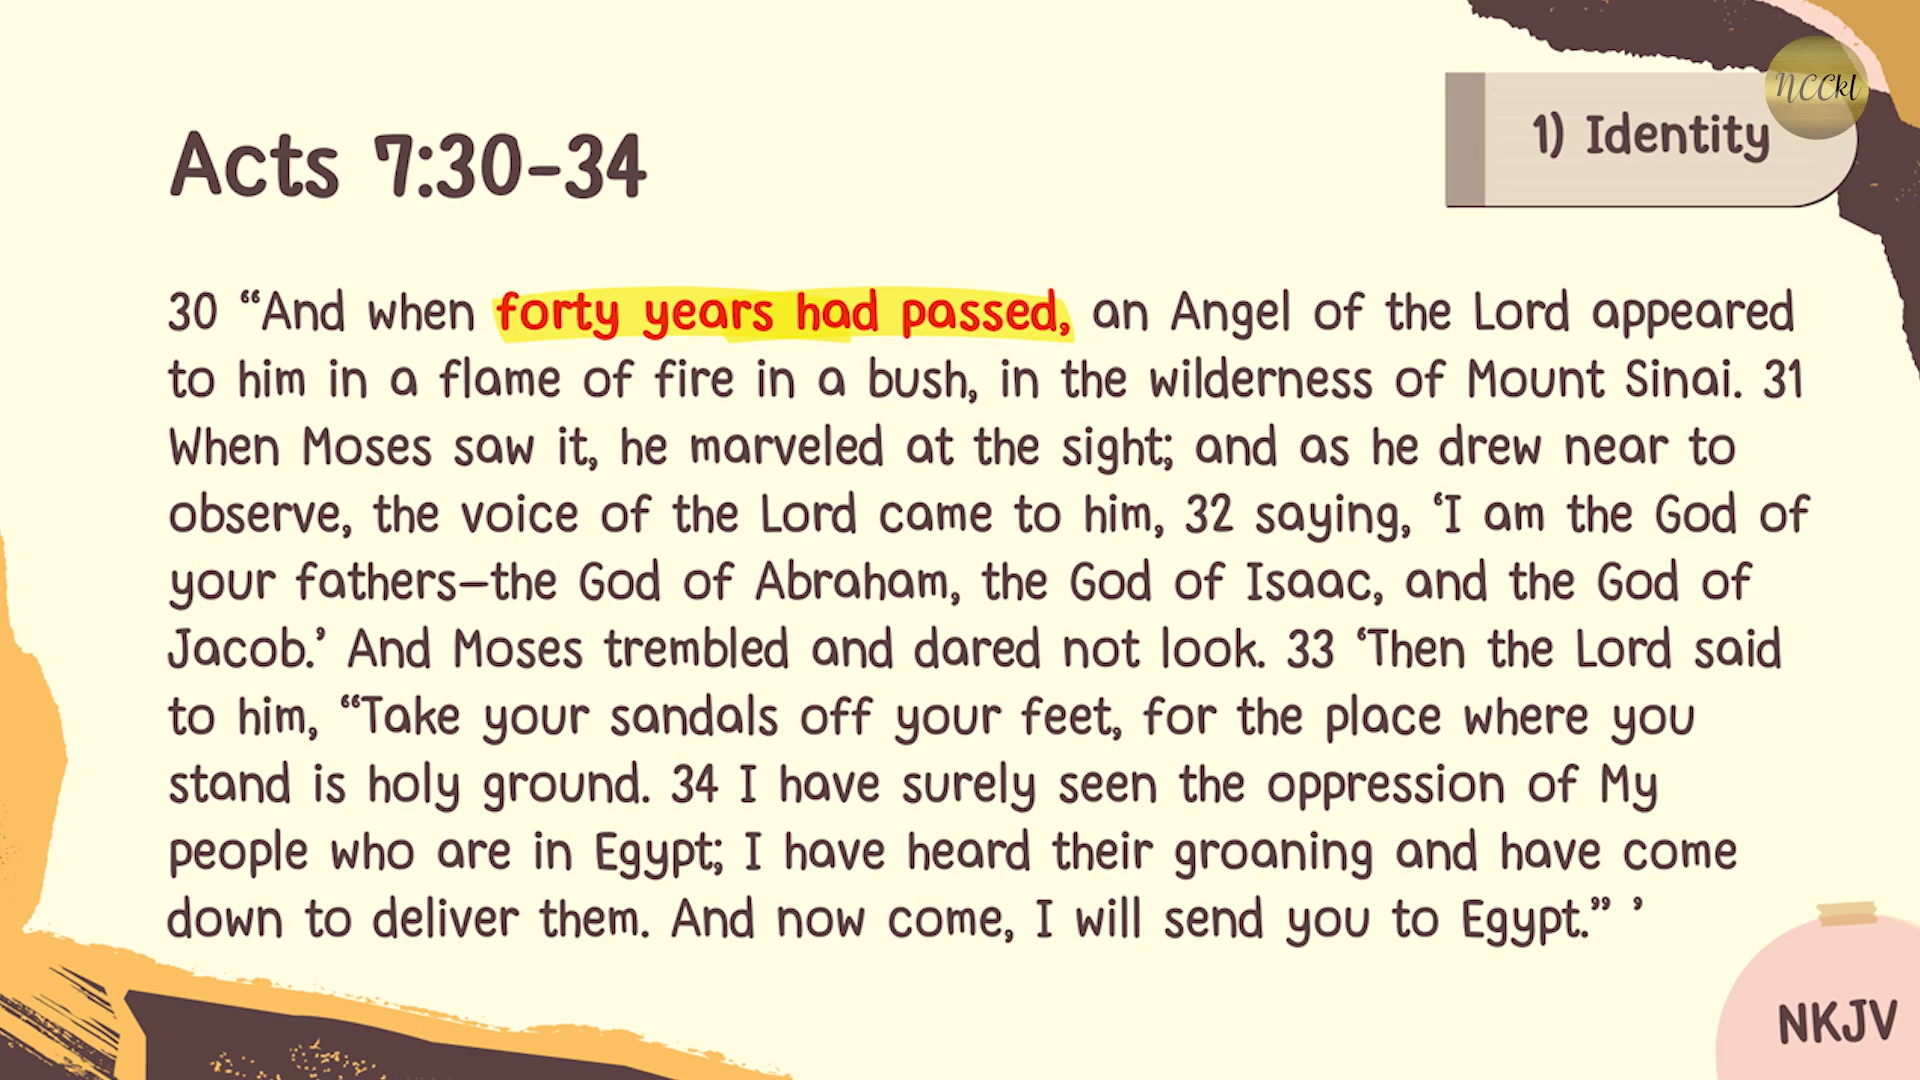 NCCkl
1) Identity
Acts 7:30-34
30 “And when forty years had passed, an Angel of the Lord appeared
to him in a flame of fire in a bush, in the wilderness of Mount Sinai. 31
When Moses saw it, he marveled at the sight; and as he drew near to
observe, the voice of the Lord came to him, 32 saying, ‘I am the God of
your fathers—the God of Abraham, the God of Isaac, and the God of
Jacob.’ And Moses trembled and dared not look. 33 ‘Then the Lord said
to him, “Take your sandals off your feet, for the place where you
stand is holy ground. 34 I have surely seen the oppression of My
people who are in Egypt; I have heard their groaning and have come
down to deliver them. And now come, I will send you to Egypt.” ’
NKJV